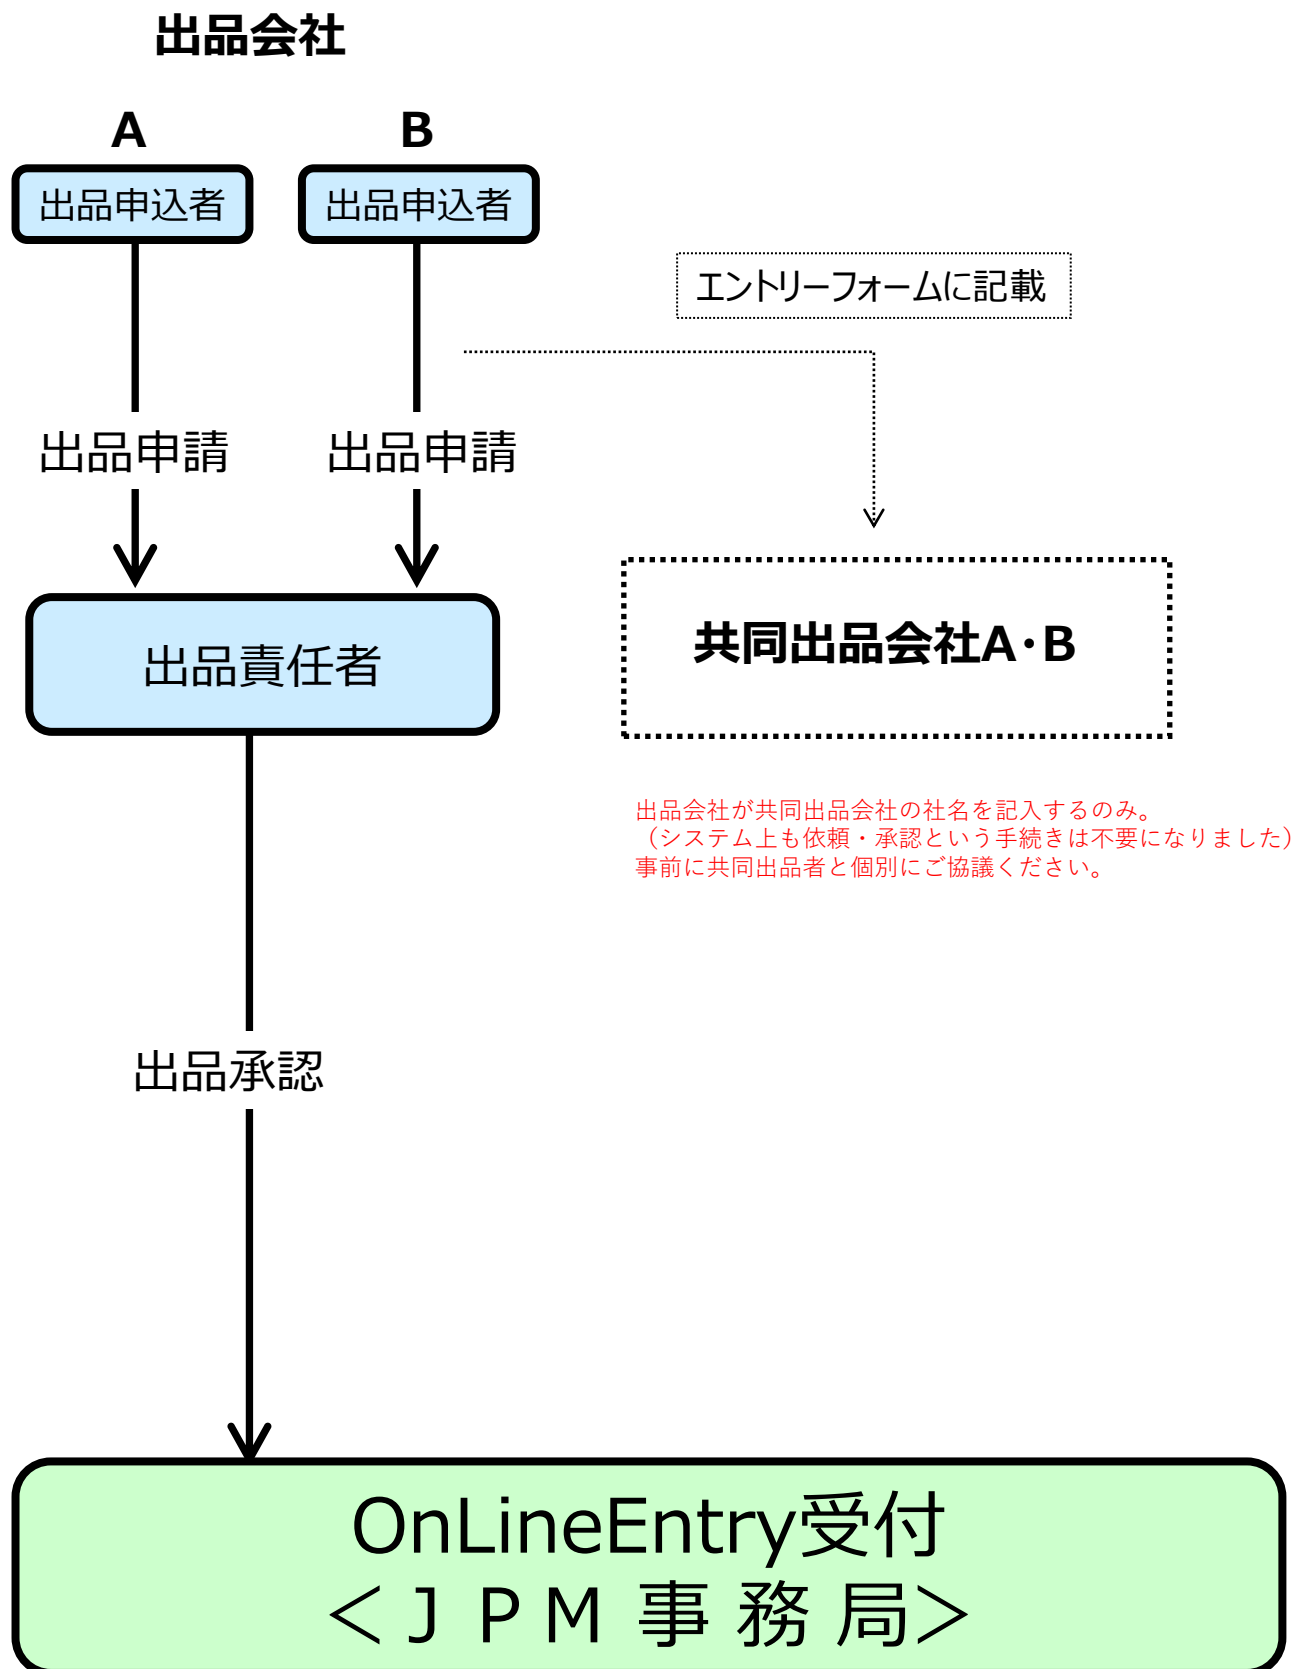 出品会社
A
B
出品申込者
出品申込者
エントリーフォームに記載
出品申請
出品申請
出品責任者
共同出品会社A・B
出品会社が共同出品会社の社名を記入するのみ。
（システム上も依頼・承認という手続きは不要になりました）
事前に共同出品者と個別にご協議ください。
出品承認
OnLineEntry受付
＜ＪＰＭ事務局＞